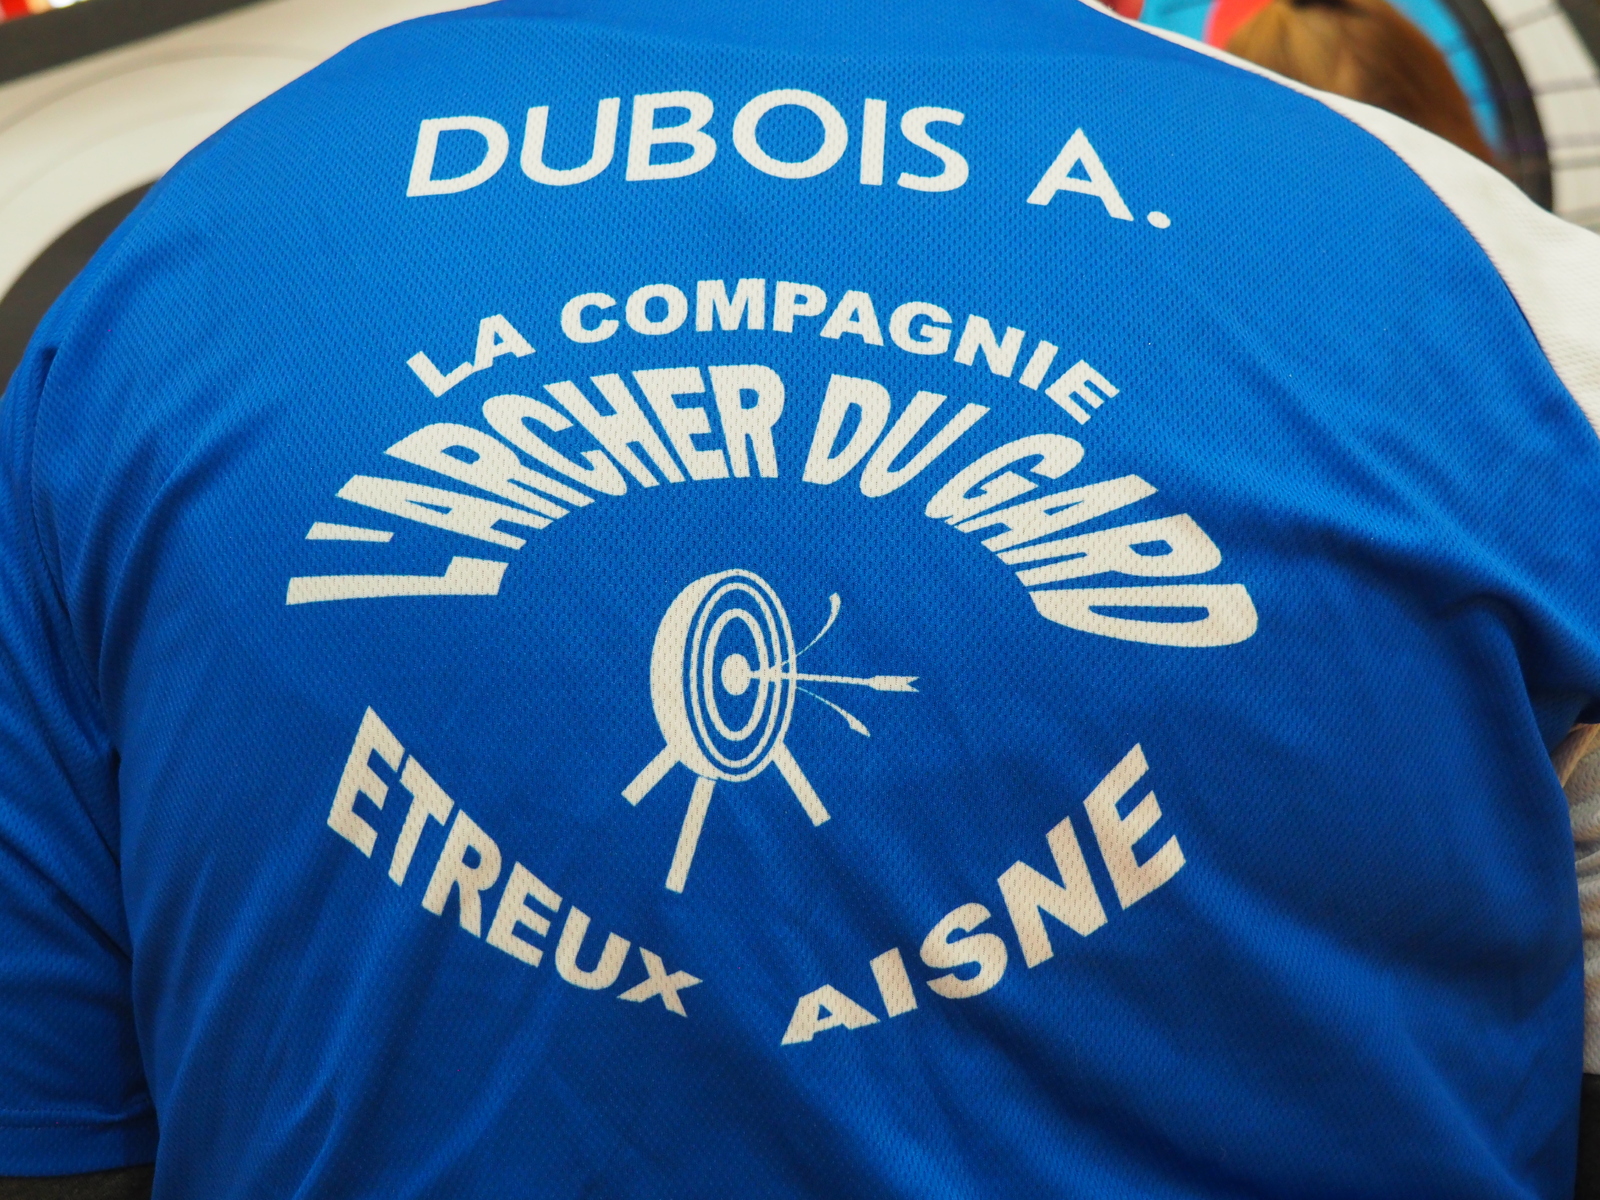 DUBOIS A.
LA COMPAGNIE
L'ARCHER DU GARD
ETREUX AISNE